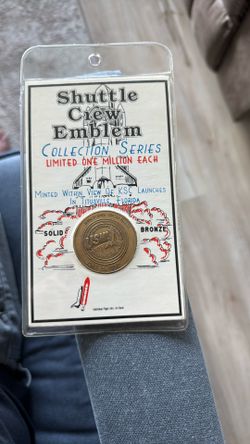 Shuttle
Crew
Emblem
COLLECTION SERIES
LIMITED ONE MILLION EACH
MINTED WITHIN VIEW OF KSC LAUNCHES
IN TITUSVILLE, FLORIDA
SOLID BRONZE